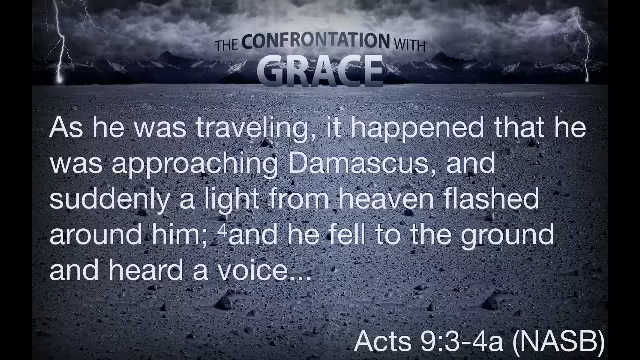 THE CONFRONTATION WITH
GRACE
As he was traveling, it happened that he
was approaching Damascus, and
suddenly a light from heaven flashed
around him; ⁴and he fell to the ground
and heard a voice...
Acts 9:3-4a (NASB)